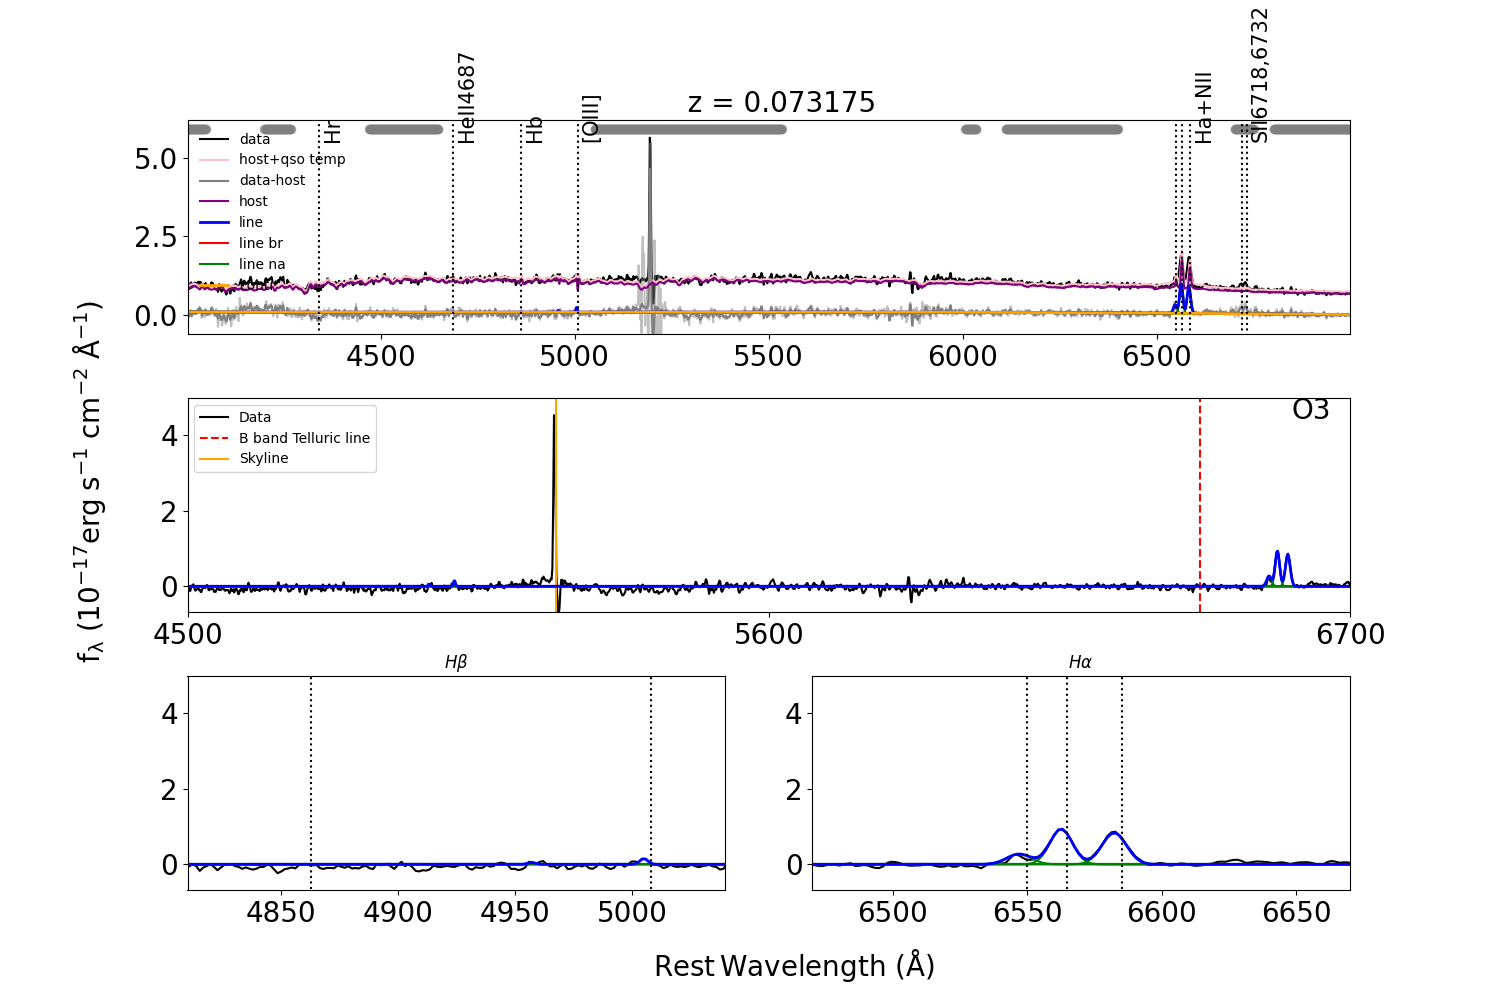 z = 0.073175
Hr
HeII4687
Hb
[OIII]
Ha+NII
SII6718,6732
data
host+qso temp
data-host
host
line
line br
line na
5.0
2.5
0.0
4500 5000 5500 6000 6500
fλ (10−17erg s−1 cm−2 Å−1)
O3
Data
B band Telluric line
Skyline
4
2
0
4500 5600 6700
Hβ
4
2
0
4850 4900 4950 5000
Hα
4
2
0
6500 6550 6600 6650
Rest Wavelength (Å)